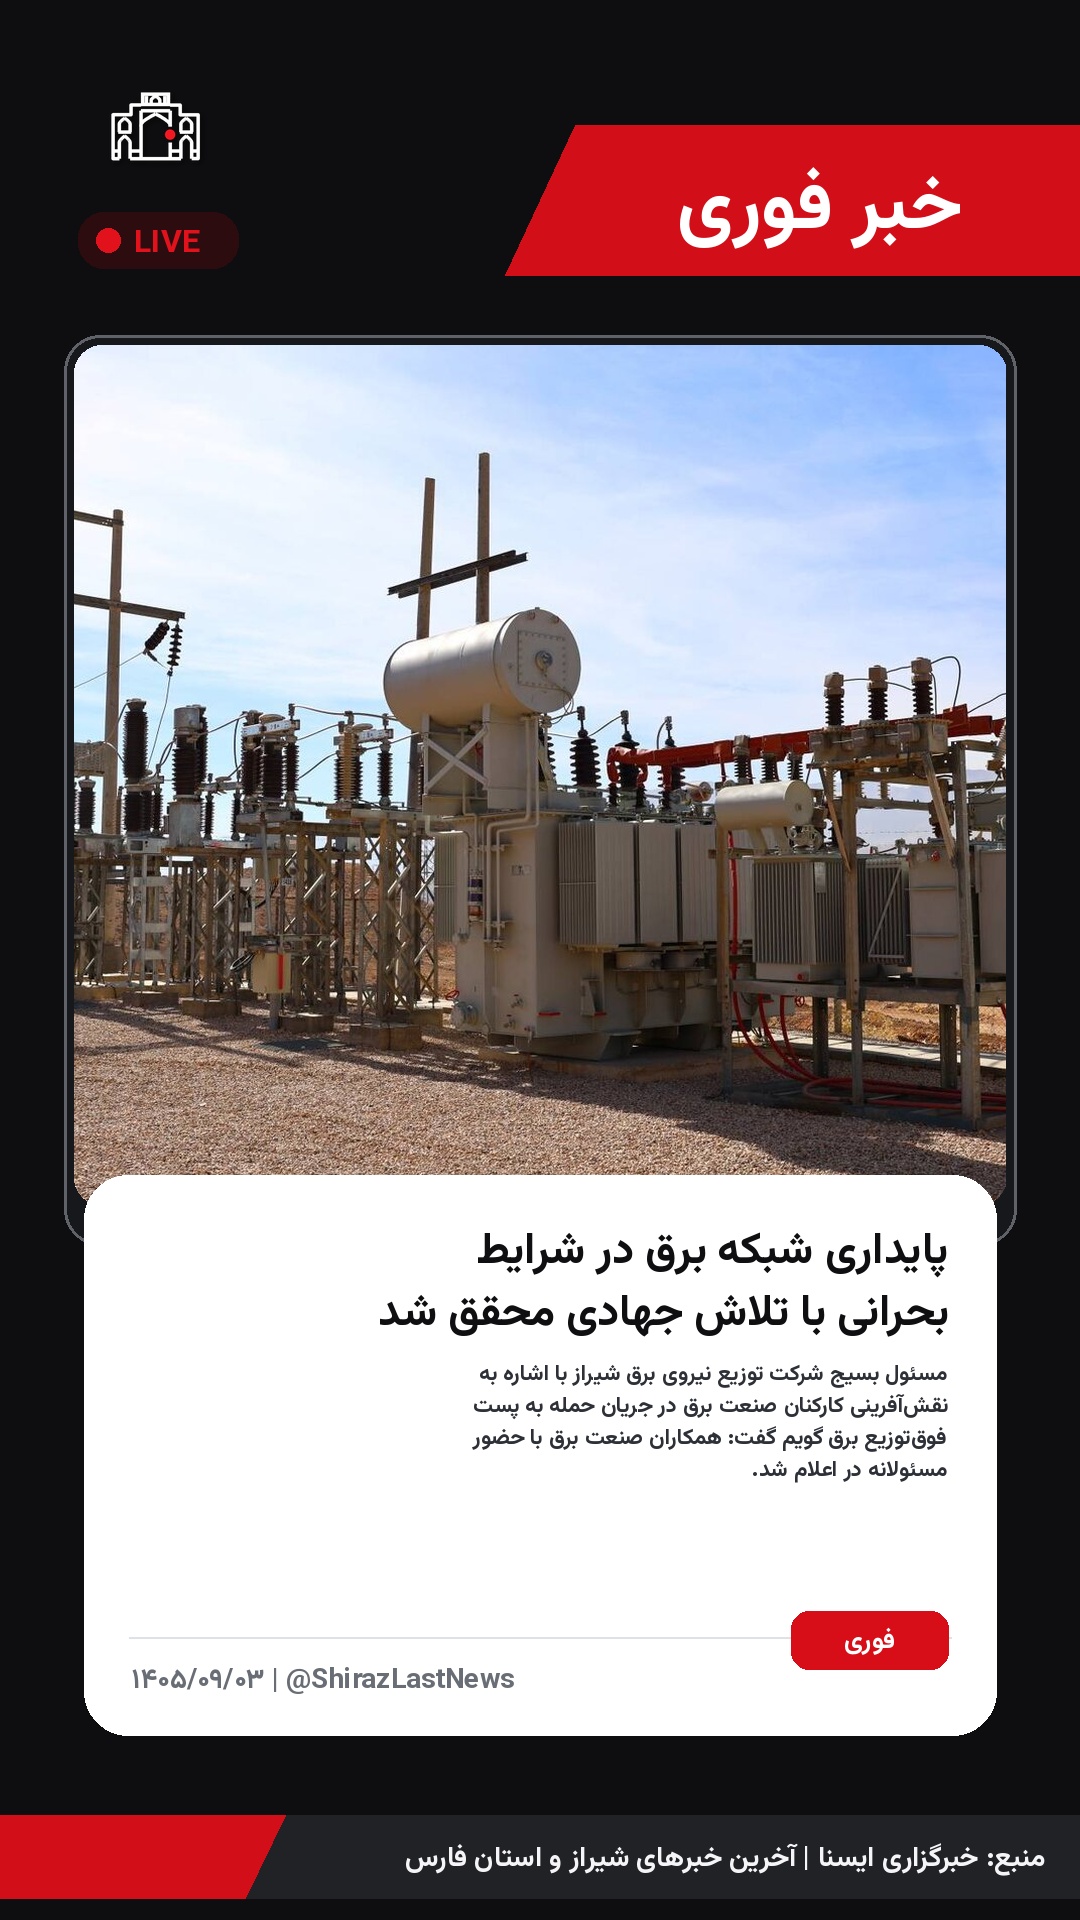 خبر فوری
LIVE
پایداری شبکه برق در شرایط
بحرانی با تلاش جهادی محقق شد
مسئول بسیج شرکت توزیع نیروی برق شیراز با اشاره به
نقش‌آفرینی کارکنان صنعت برق در جریان حمله به پست
فوق‌توزیع برق گویم گفت: همکاران صنعت برق با حضور
مسئولانه در اعلام شد.
فوری
۱۴۰۵/۰۹/۰۳ | @ShirazLastNews
منبع: خبرگزاری ایسنا | آخرین خبرهای شیراز و استان فارس